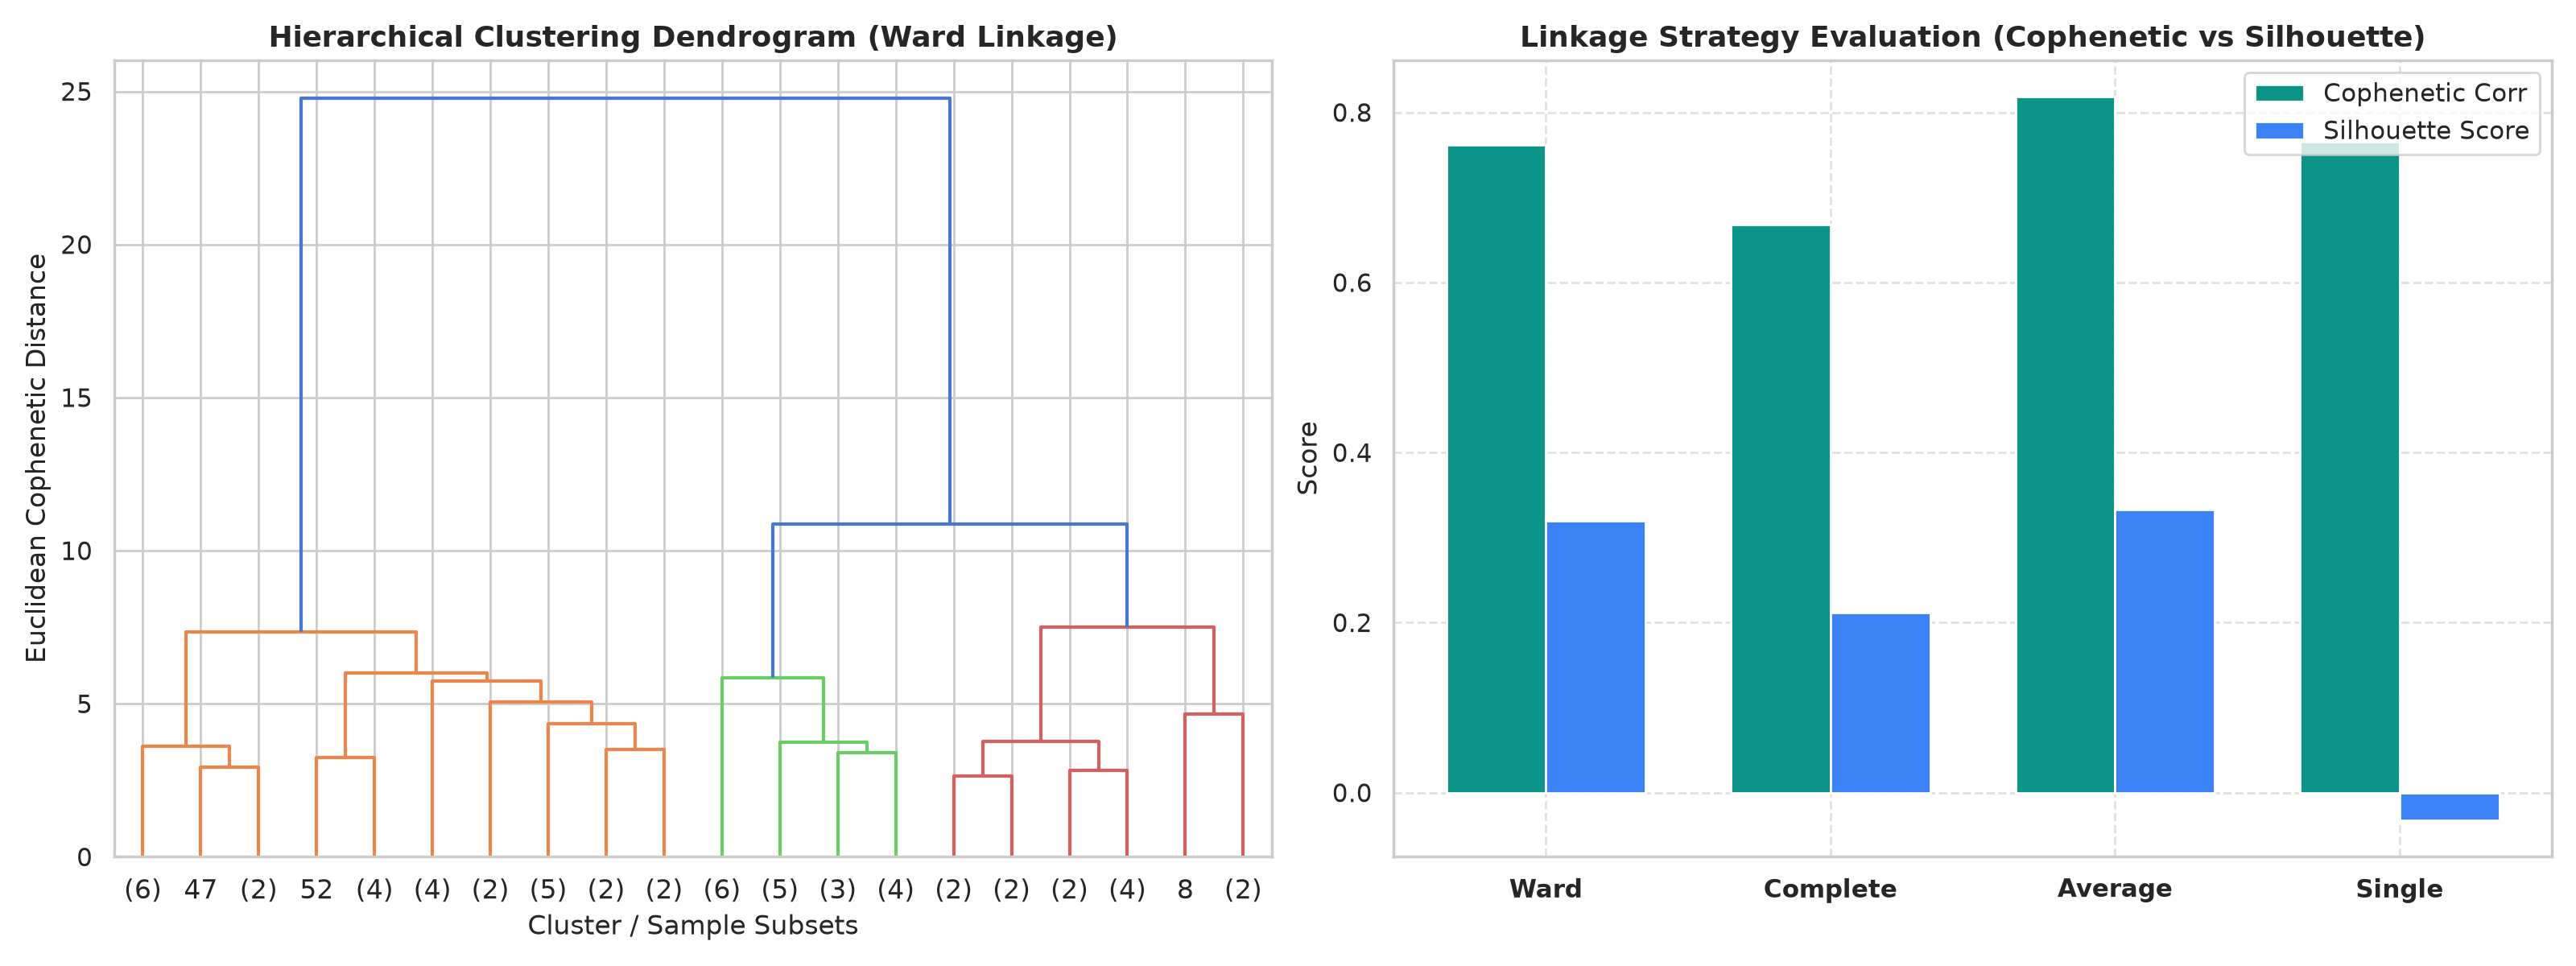 Hierarchical Clustering Dendrogram (Ward Linkage)
25
20
15
10
5
0
Euclidean Cophenetic Distance
(6) 47 (2) 52 (4) (4) (2) (5) (2) (2) (6) (5) (3) (4) (2) (2) (2) (4) 8 (2)
Cluster / Sample Subsets
Linkage Strategy Evaluation (Cophenetic vs Silhouette)
Cophenetic Corr
Silhouette Score
0.8
0.6
0.4
0.2
0.0
Score
Ward Complete Average Single